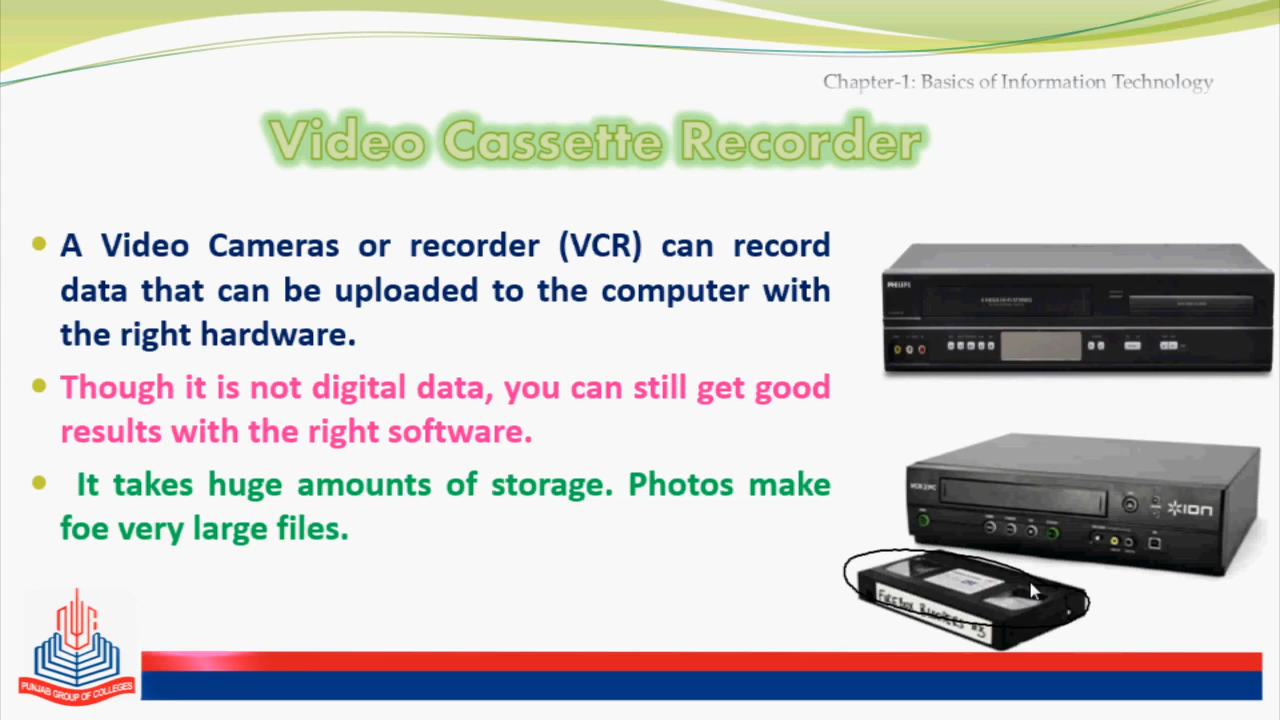 Chapter-1: Basics of Information Technology
Video Cassette Recorder
A Video Cameras or recorder (VCR) can record
data that can be uploaded to the computer with
the right hardware.
Though it is not digital data, you can still get good
results with the right software.
It takes huge amounts of storage. Photos make
foe very large files.
PHILIPS
VCR 2 PC
ION
PUNJAB GROUP OF COLLEGES